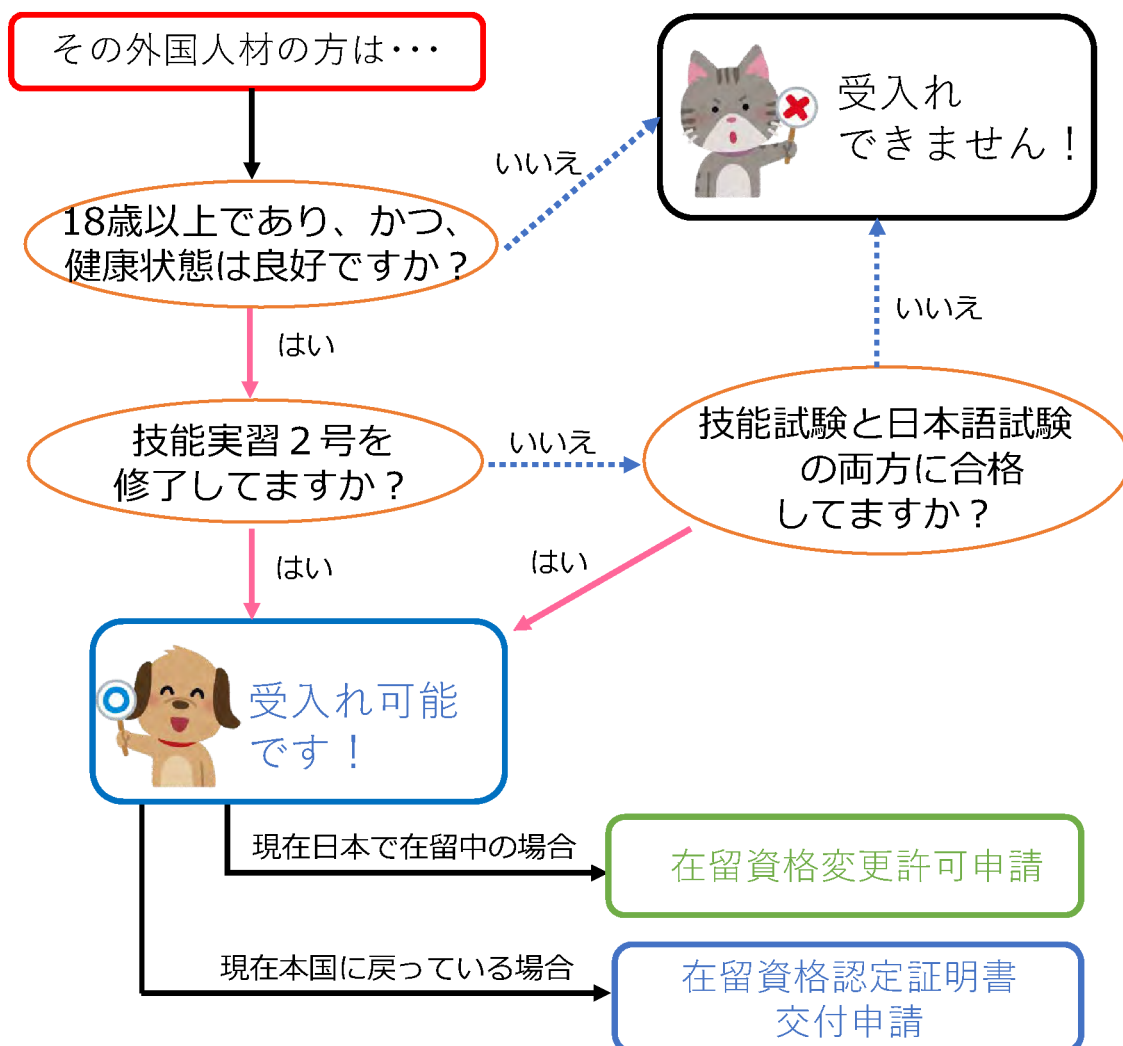 その外国人材の方は・・・
受入れ
できません！
いいえ
18歳以上であり、かつ、
健康状態は良好ですか？
いいえ
はい
技能実習２号を
修了してますか？
いいえ
技能試験と日本語試験
の両方に合格
してますか？
はい
はい
受入れ可能
です！
現在日本で在留中の場合
在留資格変更許可申請
現在本国に戻っている場合
在留資格認定証明書
交付申請